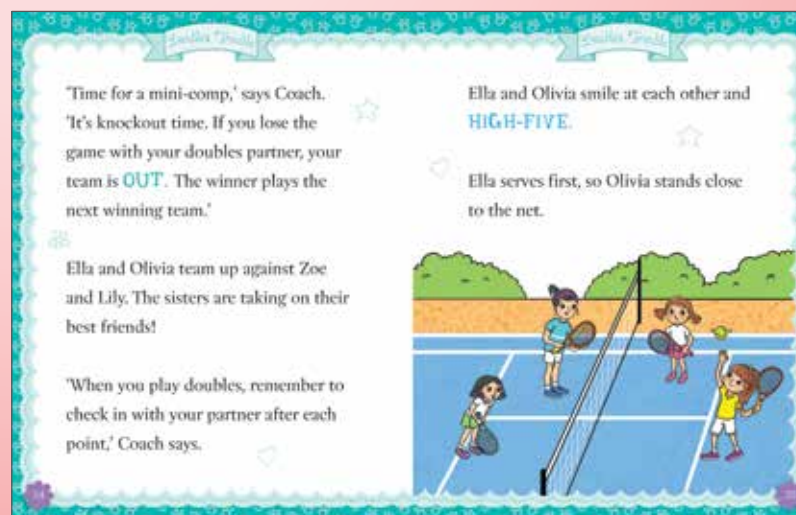 'Time for a mini-comp,' says Coach.
'It's knockout time. If you lose the
game with your doubles partner, your
team is OUT. The winner plays the
next winning team.'
Ella and Olivia team up against Zoe
and Lily. The sisters are taking on their
best friends!
'When you play doubles, remember to
check in with your partner after each
point,' Coach says.
Ella and Olivia smile at each other and
HIGH-FIVE.
Ella serves first, so Olivia stands close
to the net.